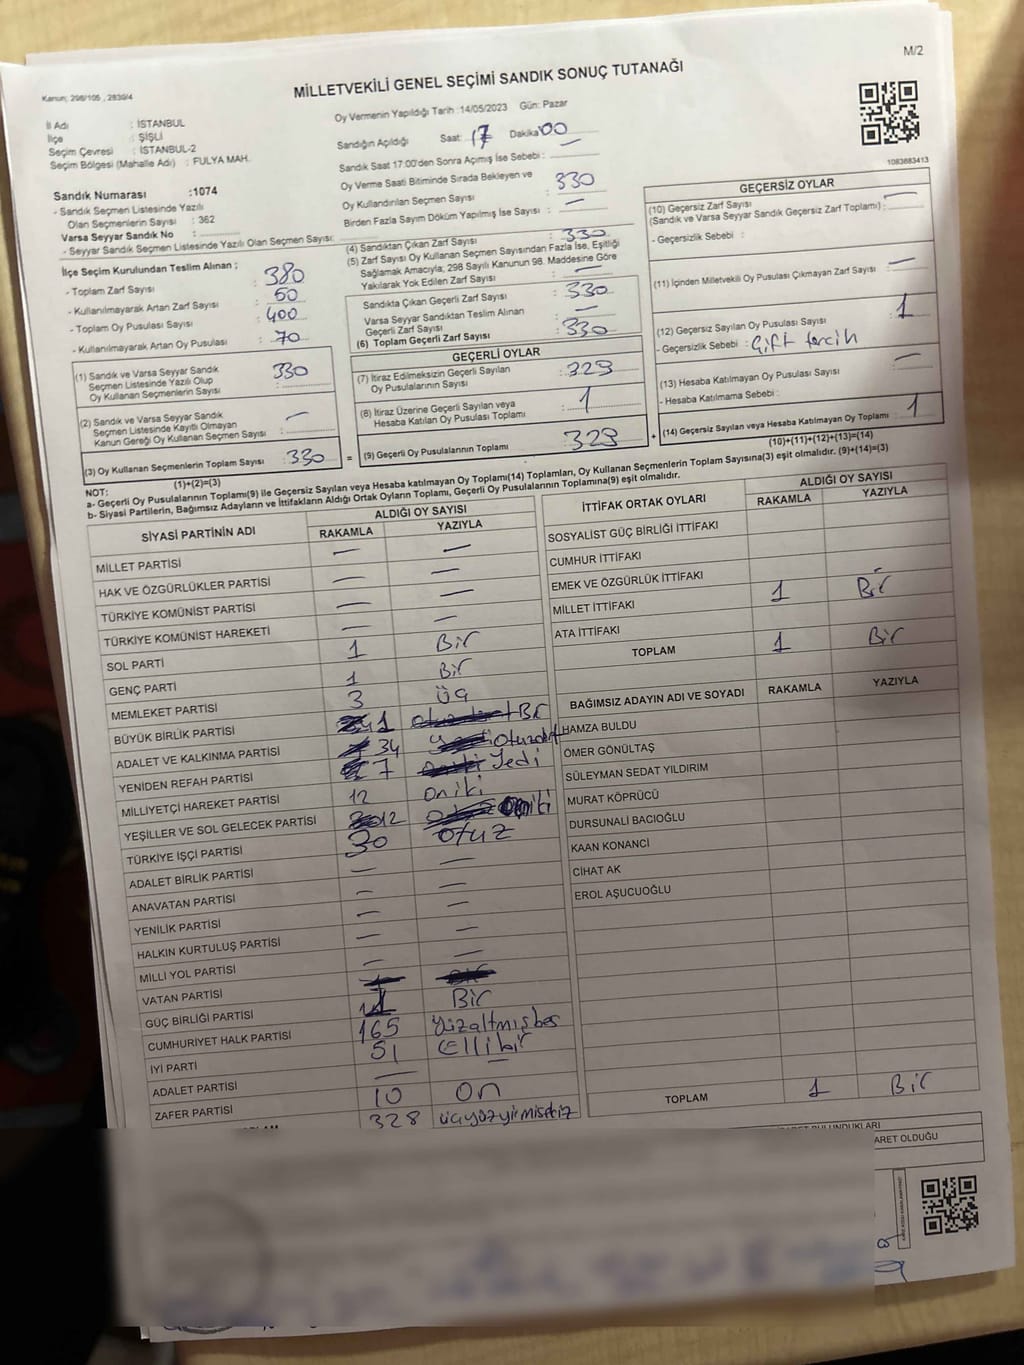 M/2
MİLLETVEKİLİ GENEL SEÇİMİ SANDIK SONUÇ TUTANAĞI
Kanun; 298/105 , 2839/4
İl Adı : İSTANBUL
İlçe : ŞİŞLİ
Seçim Çevresi : İSTANBUL-2
Seçim Bölgesi (Mahalle Adı) : FULYA MAH.
Oy Vermenin Yapıldığı Tarih :14/05/2023 Gün: Pazar
Sandığın Açıldığı Saat: 17 Dakika: 00
Sandık Saat 17:00'den Sonra Açımış İse Sebebi : —
Oy Verme Saati Bitiminde Sırada Bekleyen ve
Oy Kullandırılan Seçmen Sayısı : 330
Birden Fazla Sayım Döküm Yapılmış İse Sayısı : —
1083883413
Sandık Numarası :1074
- Sandık Seçmen Listesinde Yazılı
Olan Seçmenlerin Sayısı : 362
Varsa Seyyar Sandık No :
- Seyyar Sandık Seçmen Listesinde Yazılı Olan Seçmen Sayısı:
İlçe Seçim Kurulundan Teslim Alınan ;
- Toplam Zarf Sayısı : 380
- Kullanılmayarak Artan Zarf Sayısı : 50
- Toplam Oy Pusulası Sayısı : 400
- Kullanılmayarak Artan Oy Pusulası : 70
(1) Sandık ve Varsa Seyyar Sandık
Seçmen Listesinde Yazılı Olup
Oy Kullanan Seçmenlerin Sayısı : 330
(2) Sandık ve Varsa Seyyar Sandık
Seçmen Listesinde Kayıtlı Olmayan
Kanun Gereği Oy Kullanan Seçmen Sayısı : —
(3) Oy Kullanan Seçmenlerin Toplam Sayısı : 330
(1)+(2)=(3)
(4) Sandıktan Çıkan Zarf Sayısı : 330
(5) Zarf Sayısı Oy Kullanan Seçmen Sayısından Fazla İse, Eşitliği
Sağlamak Amacıyla; 298 Sayılı Kanunun 98. Maddesine Göre
Yakılarak Yok Edilen Zarf Sayısı : —
Sandıkta Çıkan Geçerli Zarf Sayısı : 330
Varsa Seyyar Sandıktan Teslim Alınan
Geçerli Zarf Sayısı : —
(6) Toplam Geçerli Zarf Sayısı : 330
GEÇERLİ OYLAR
(7) İtiraz Edilmeksizin Geçerli Sayılan
Oy Pusulalarının Sayısı : 329
(8) İtiraz Üzerine Geçerli Sayılan veya
Hesaba Katılan Oy Pusulası Toplamı : 1
= (9) Geçerli Oy Pusulalarının Toplamı : 329 +
GEÇERSİZ OYLAR
(10) Geçersiz Zarf Sayısı
(Sandık ve Varsa Seyyar Sandık Geçersiz Zarf Toplamı) : —
- Geçersizlik Sebebi :
(11) İçinden Milletvekili Oy Pusulası Çıkmayan Zarf Sayısı : —
(12) Geçersiz Sayılan Oy Pusulası Sayısı : 1
- Geçersizlik Sebebi : Çift tercih
(13) Hesaba Katılmayan Oy Pusulası Sayısı : —
- Hesaba Katılmama Sebebi :
(14) Geçersiz Sayılan veya Hesaba Katılmayan Oy Toplamı : 1
(10)+(11)+(12)+(13)=(14)
NOT:
a- Geçerli Oy Pusulalarının Toplamı(9) ile Geçersiz Sayılan veya Hesaba katılmayan Oy Toplamı(14) Toplamları, Oy Kullanan Seçmenlerin Toplam Sayısına(3) eşit olmalıdır. (9)+(14)=(3)
b- Siyasi Partilerin, Bağımsız Adayların ve İttifakların Aldığı Ortak Oyların Toplamı, Geçerli Oy Pusulalarının Toplamına(9) eşit olmalıdır.
SİYASİ PARTİNİN ADI ALDIĞI OY SAYISI
RAKAMLA YAZIYLA
MİLLET PARTİSİ — —
HAK VE ÖZGÜRLÜKLER PARTİSİ — —
TÜRKİYE KOMÜNİST PARTİSİ — —
TÜRKİYE KOMÜNİST HAREKETİ — —
SOL PARTİ 1 Bir
GENÇ PARTİ 1 Bir
MEMLEKET PARTİSİ 3 Üç
BÜYÜK BİRLİK PARTİSİ 1 Bir
ADALET VE KALKINMA PARTİSİ 34 Otuzdört
YENİDEN REFAH PARTİSİ 7 Yedi
MİLLİYETÇİ HAREKET PARTİSİ 12 Oniki
YEŞİLLER VE SOL GELECEK PARTİSİ 12 Oniki
TÜRKİYE İŞÇİ PARTİSİ 30 Otuz
ADALET BİRLİK PARTİSİ — —
ANAVATAN PARTİSİ — —
YENİLİK PARTİSİ — —
HALKIN KURTULUŞ PARTİSİ — —
MİLLİ YOL PARTİSİ — —
VATAN PARTİSİ
GÜÇ BİRLİĞİ PARTİSİ 1 Bir
CUMHURİYET HALK PARTİSİ 165 Yüzaltmışbeş
İYİ PARTİ 51 Ellibir
ADALET PARTİSİ — —
ZAFER PARTİSİ 10 On
328 üçyüzyirmisekiz
İTTİFAK ORTAK OYLARI ALDIĞI OY SAYISI
RAKAMLA YAZIYLA
SOSYALİST GÜÇ BİRLİĞİ İTTİFAKI
CUMHUR İTTİFAKI
EMEK VE ÖZGÜRLÜK İTTİFAKI
MİLLET İTTİFAKI 1 Bir
ATA İTTİFAKI
TOPLAM 1 Bir
BAĞIMSIZ ADAYIN ADI VE SOYADI RAKAMLA YAZIYLA
HAMZA BULDU
ÖMER GÖNÜLTAŞ
SÜLEYMAN SEDAT YILDIRIM
MURAT KÖPRÜCÜ
DURSUNALİ BACIOĞLU
KAAN KONANCİ
CİHAT AK
EROL AŞUCUOĞLU
TOPLAM 1 Bir
ARET OLDUĞU